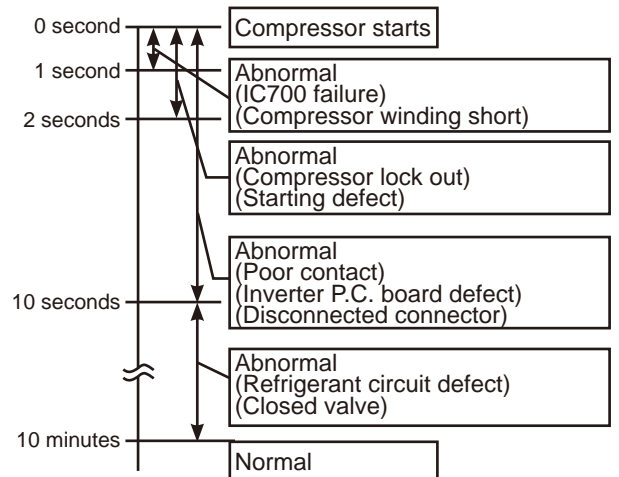 0 second
Compressor starts
1 second
Abnormal
(IC700 failure)
(Compressor winding short)
2 seconds
Abnormal
(Compressor lock out)
(Starting defect)
Abnormal
(Poor contact)
(Inverter P.C. board defect)
(Disconnected connector)
10 seconds
Abnormal
(Refrigerant circuit defect)
(Closed valve)
10 minutes
Normal